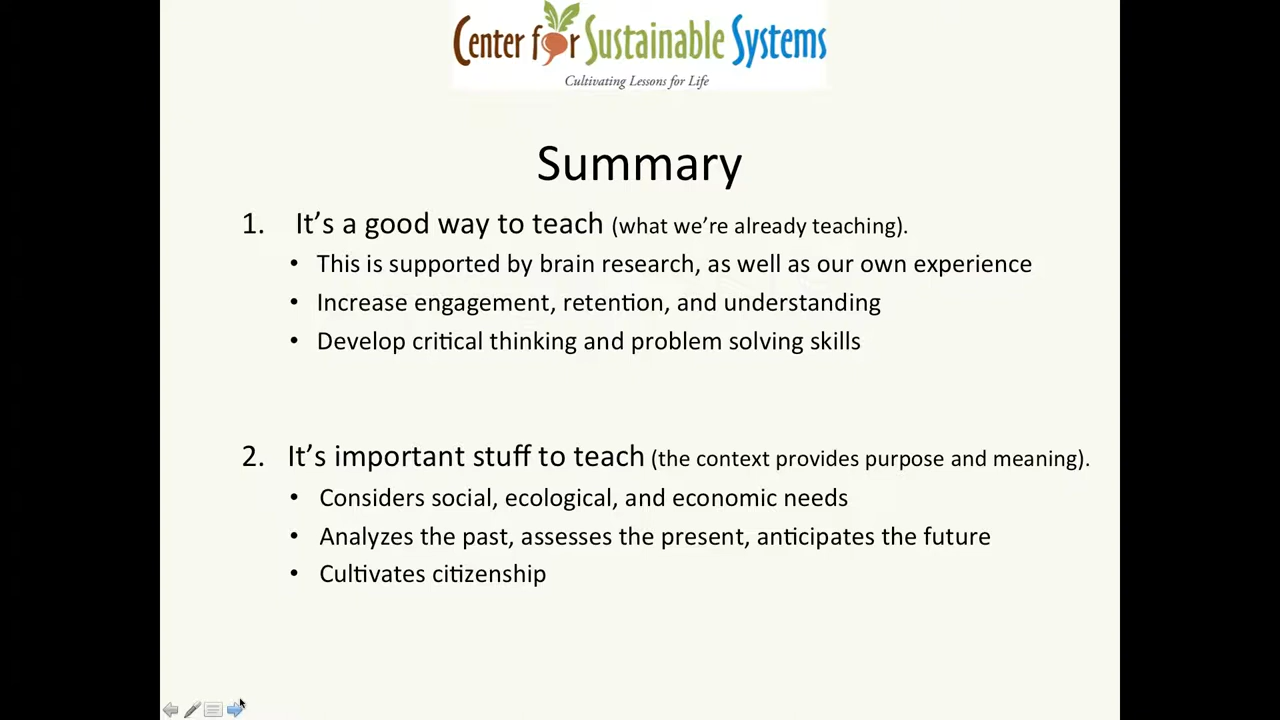 Center for Sustainable Systems
Cultivating Lessons for Life
Summary
1. It’s a good way to teach (what we’re already teaching).
• This is supported by brain research, as well as our own experience
• Increase engagement, retention, and understanding
• Develop critical thinking and problem solving skills
2. It’s important stuff to teach (the context provides purpose and meaning).
• Considers social, ecological, and economic needs
• Analyzes the past, assesses the present, anticipates the future
• Cultivates citizenship